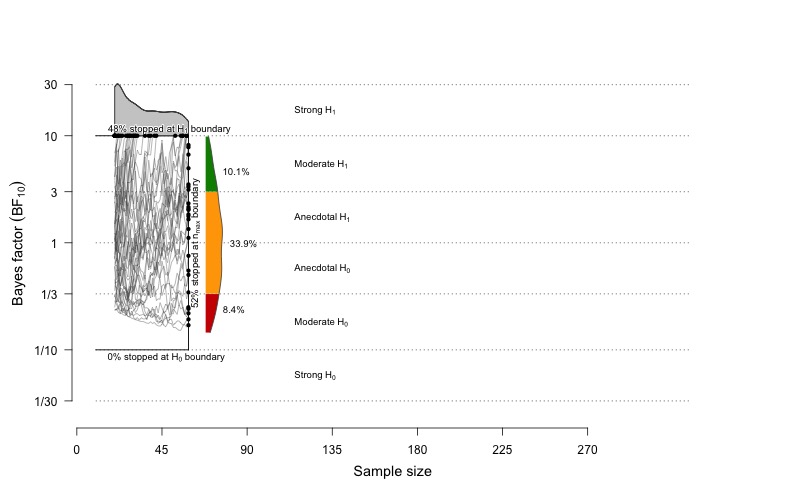 30
Strong H1
48% stopped at H1 boundary
10
Moderate H1
10.1%
3
Anecdotal H1
52% stopped at nmax boundary
33.9%
1
Anecdotal H0
1/3
8.4%
Moderate H0
1/10
0% stopped at H0 boundary
Strong H0
1/30
Bayes factor (BF10)
0 45 90 135 180 225 270
Sample size